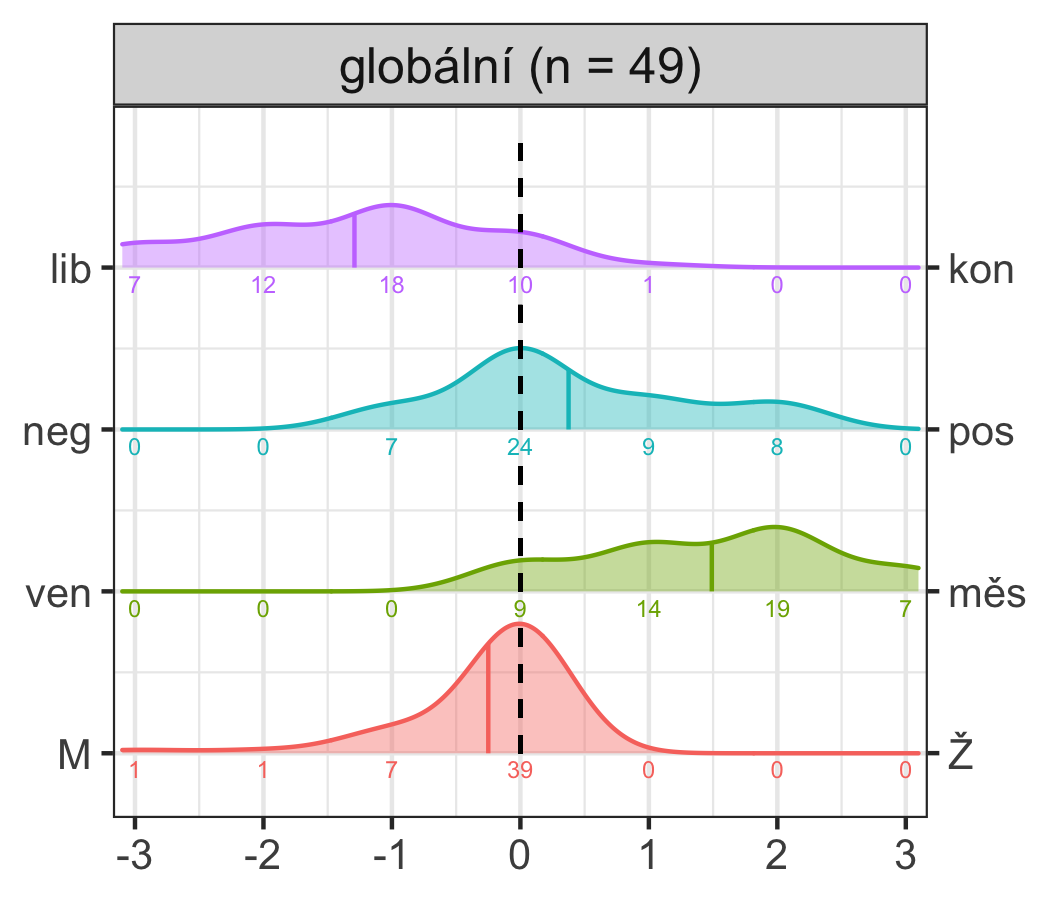 globální (n = 49)
lib kon
7 12 18 10 1 0 0
neg pos
0 0 7 24 9 8 0
ven měs
0 0 0 9 14 19 7
M Ž
1 1 7 39 0 0 0
-3 -2 -1 0 1 2 3